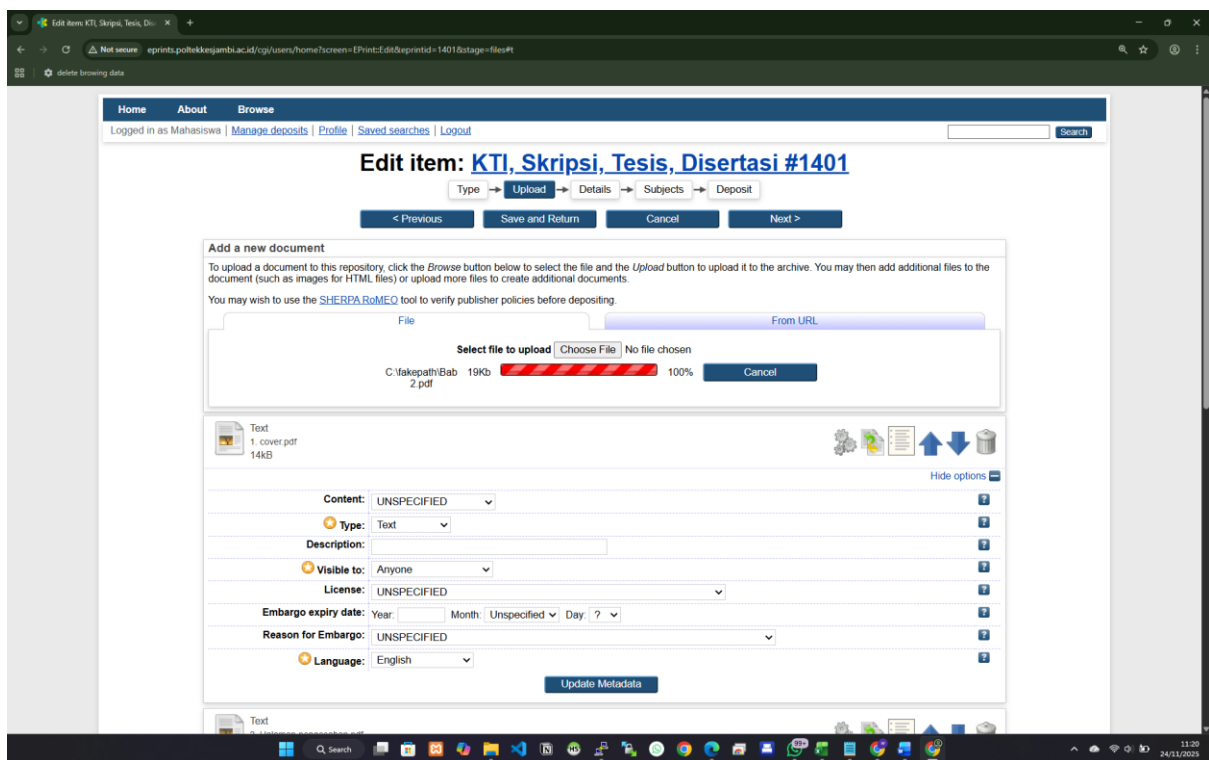 Edit item: KTI, Skripsi, Tesis, Dis
Not secure eprints.poltekkesjambi.ac.id/cgi/users/home?screen=EPrint::Edit&eprintid=1401&stage=files#t
delete browing data
Home About Browse
Logged in as Mahasiswa | Manage deposits | Profile | Saved searches | Logout
Search
Edit item: KTI, Skripsi, Tesis, Disertasi #1401
Type Upload Details Subjects Deposit
< Previous Save and Return Cancel Next >
Add a new document
To upload a document to this repository, click the Browse button below to select the file and the Upload button to upload it to the archive. You may then add additional files to the
document (such as images for HTML files) or upload more files to create additional documents.
You may wish to use the SHERPA RoMEO tool to verify publisher policies before depositing.
File From URL
Select file to upload Choose File No file chosen
C:\fakepath\Bab 19Kb 100% Cancel
2.pdf
Text
1. cover.pdf
14kB
Hide options
Content: UNSPECIFIED
Type: Text
Description:
Visible to: Anyone
License: UNSPECIFIED
Embargo expiry date: Year: Month: Unspecified Day: ?
Reason for Embargo: UNSPECIFIED
Language: English
Update Metadata
Text
Search
99+
11:20
24/11/2025